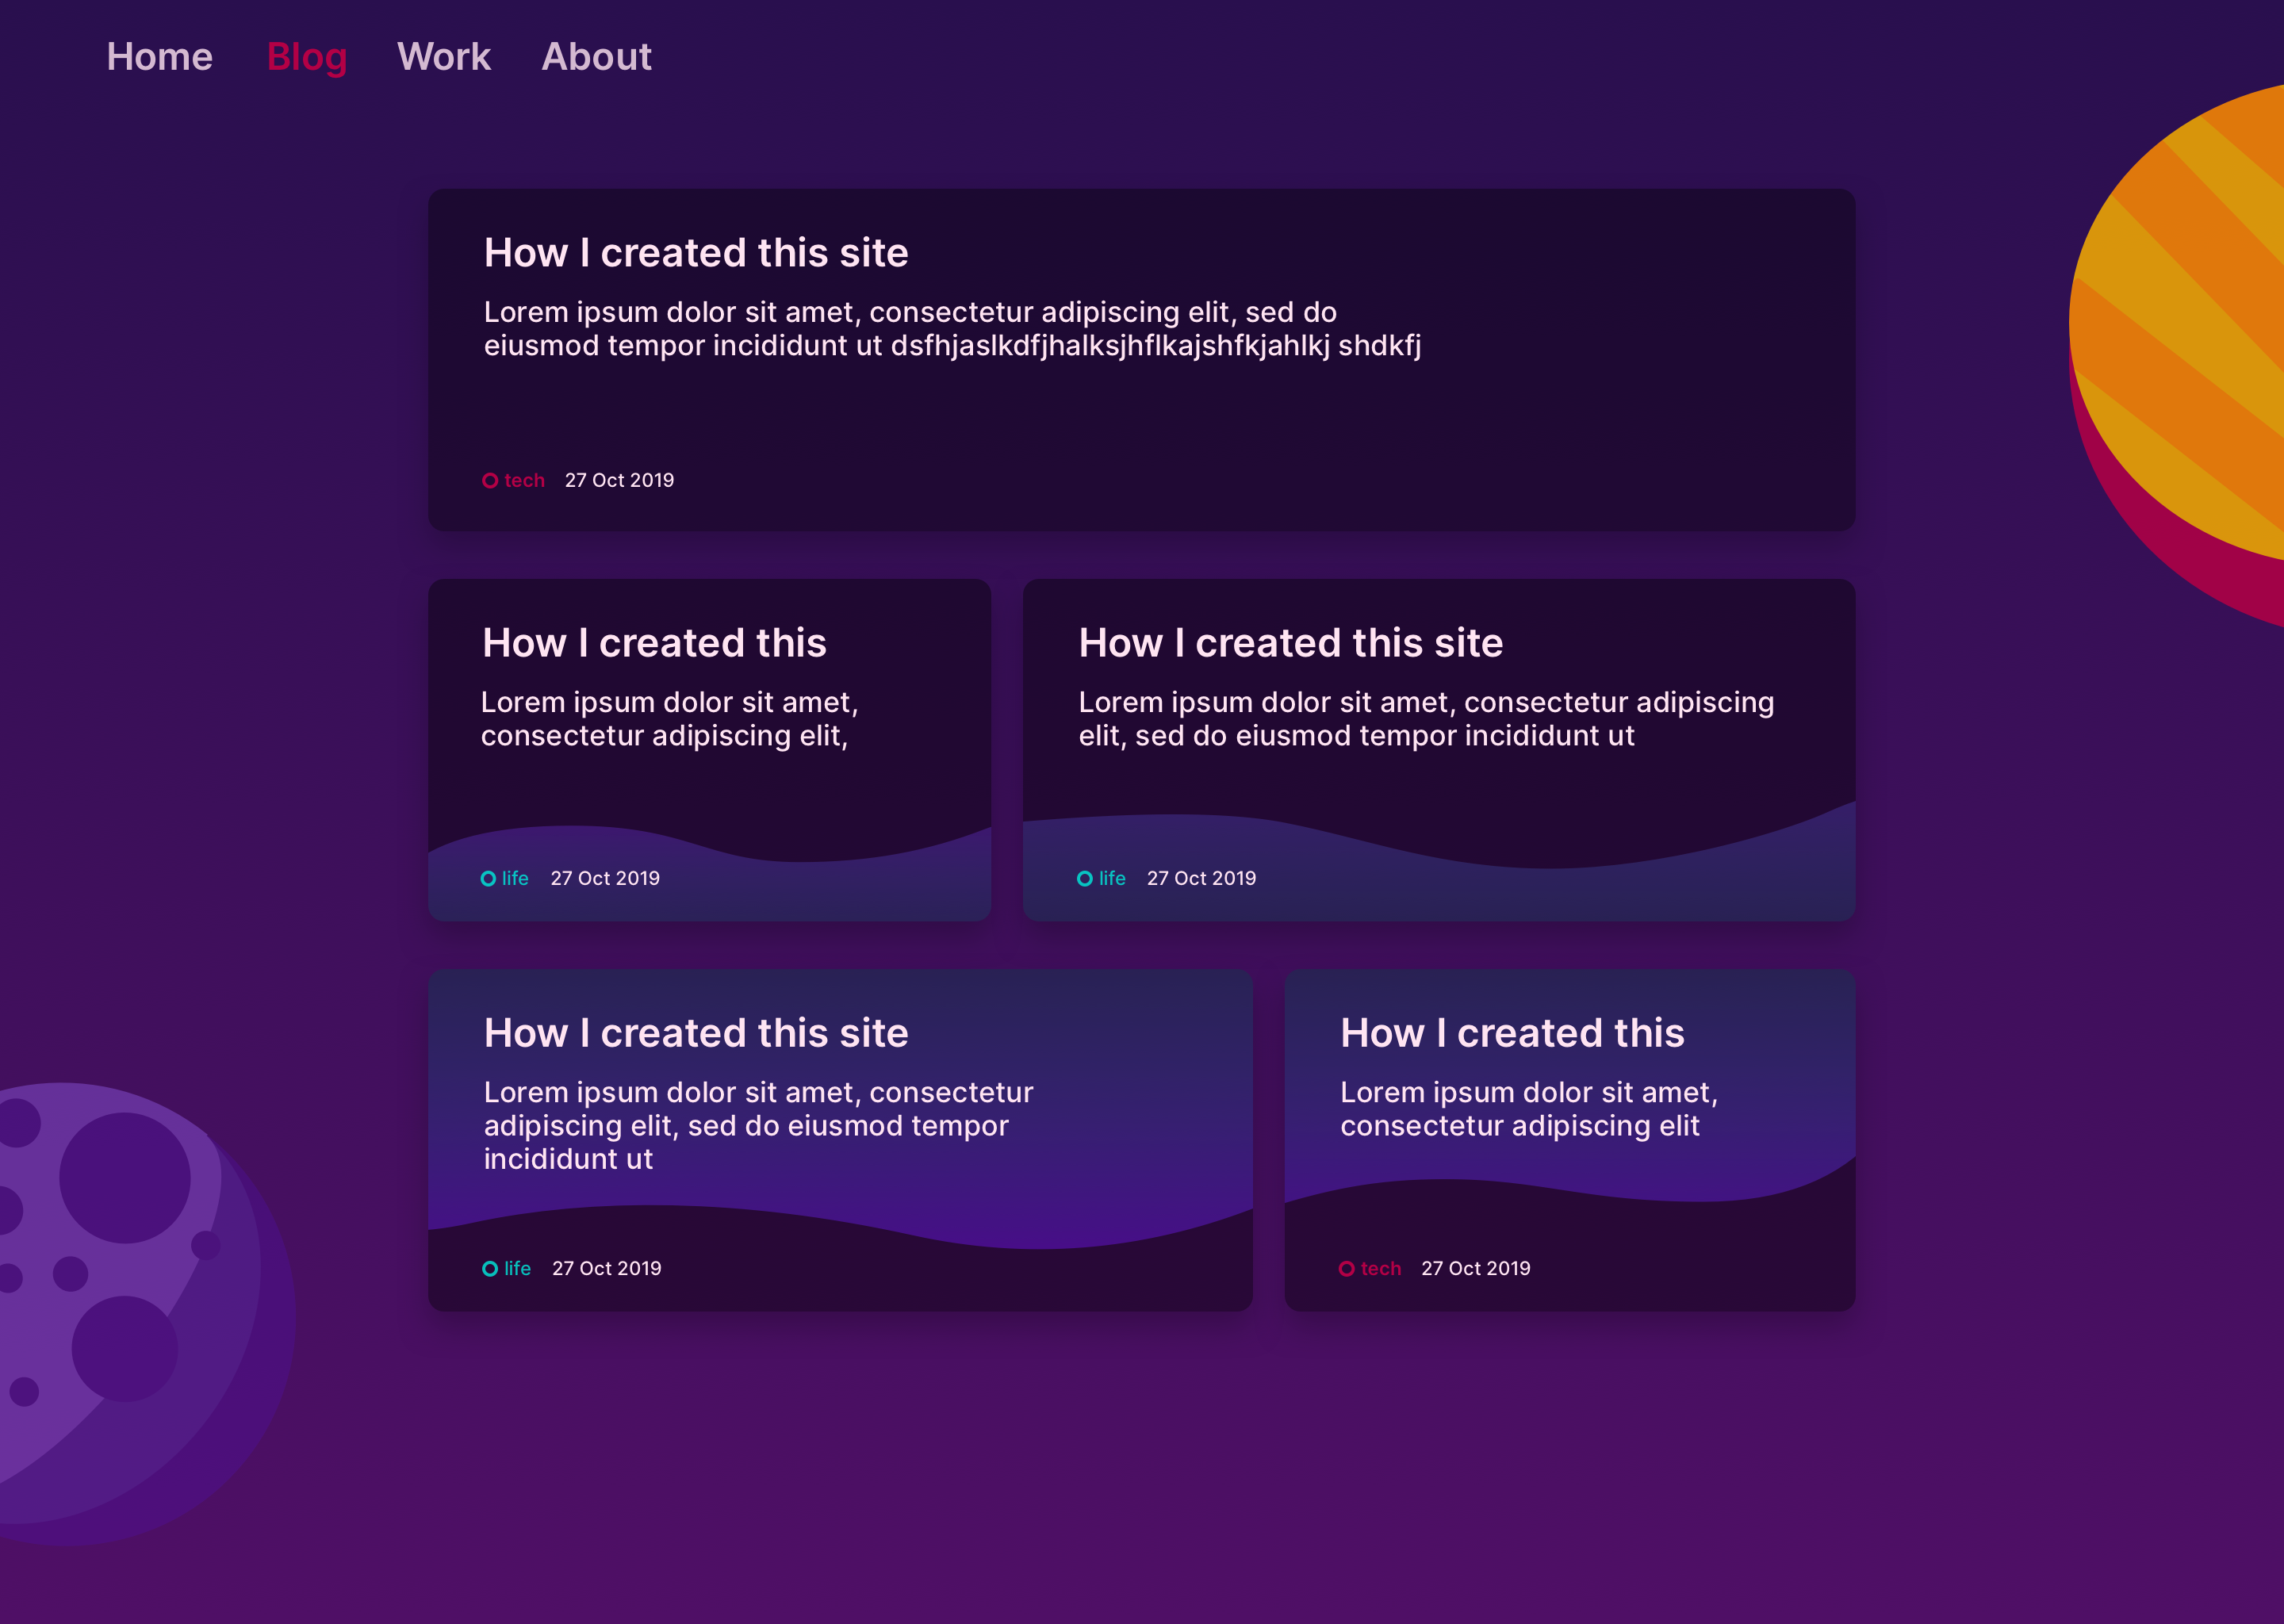 Home Blog Work About
How I created this site
Lorem ipsum dolor sit amet, consectetur adipiscing elit, sed do
eiusmod tempor incididunt ut dsfhjaslkdfjhalksjhflkajshfkjahlkj shdkfj
tech 27 Oct 2019
How I created this
Lorem ipsum dolor sit amet,
consectetur adipiscing elit,
life 27 Oct 2019
How I created this site
Lorem ipsum dolor sit amet, consectetur adipiscing
elit, sed do eiusmod tempor incididunt ut
life 27 Oct 2019
How I created this site
Lorem ipsum dolor sit amet, consectetur
adipiscing elit, sed do eiusmod tempor
incididunt ut
life 27 Oct 2019
How I created this
Lorem ipsum dolor sit amet,
consectetur adipiscing elit
tech 27 Oct 2019